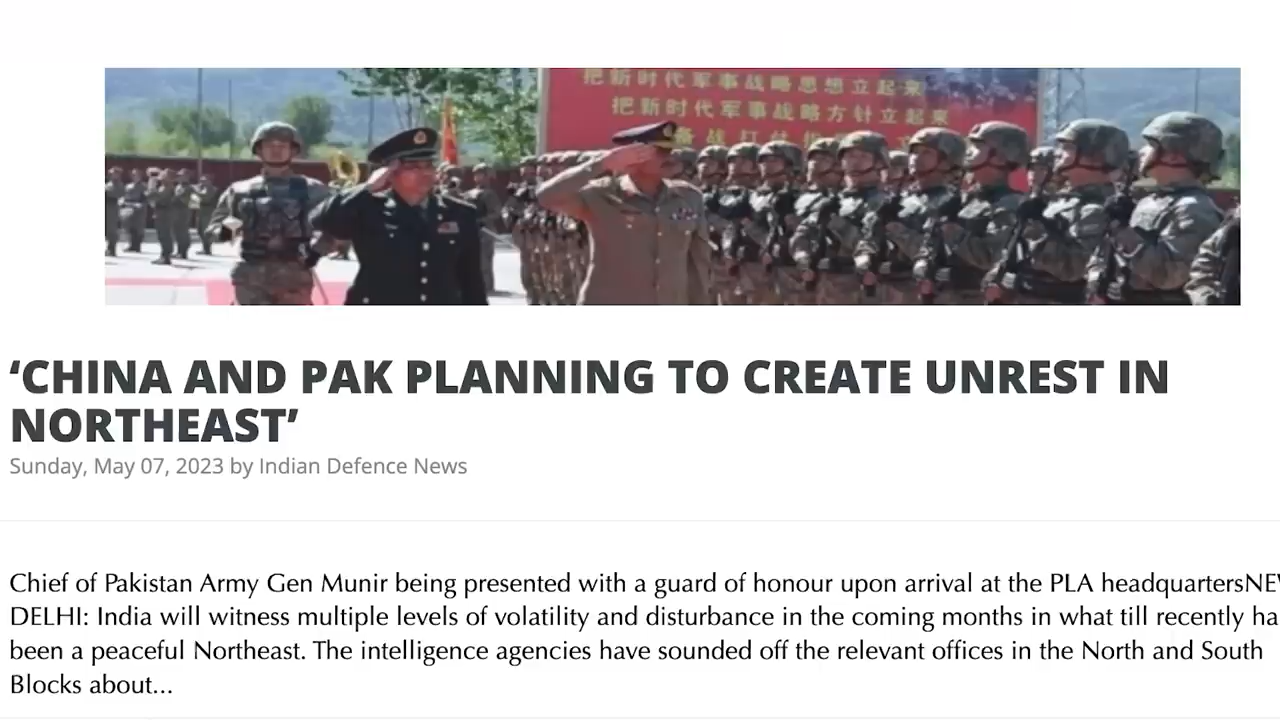 把新时代军事战略思想立起来
把新时代军事战略方针立起来
备战打仗
‘CHINA AND PAK PLANNING TO CREATE UNREST IN
NORTHEAST’
Sunday, May 07, 2023 by Indian Defence News
Chief of Pakistan Army Gen Munir being presented with a guard of honour upon arrival at the PLA headquartersNEW
DELHI: India will witness multiple levels of volatility and disturbance in the coming months in what till recently ha
been a peaceful Northeast. The intelligence agencies have sounded off the relevant offices in the North and South
Blocks about...